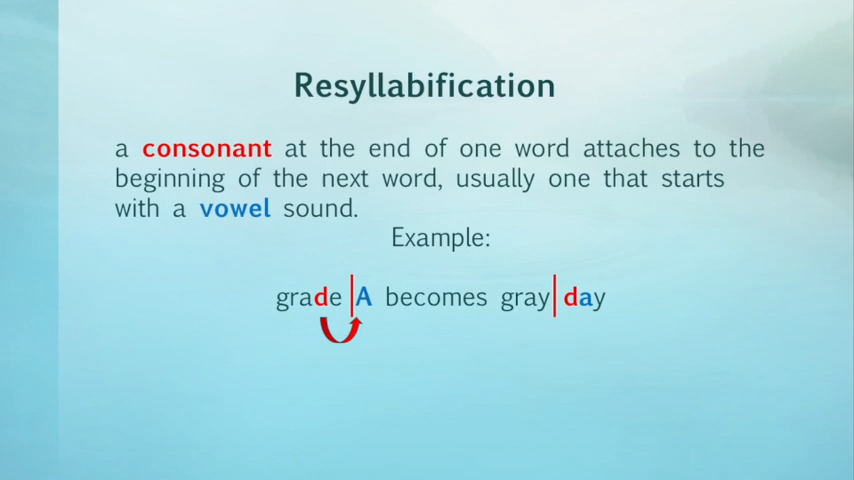 Resyllabification
a consonant at the end of one word attaches to the
beginning of the next word, usually one that starts
with a vowel sound.
Example:
grade A becomes gray day